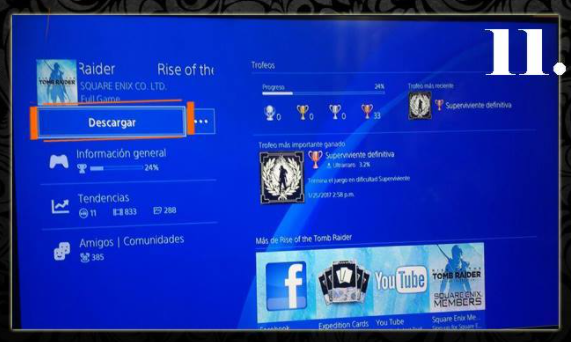 11.
Raider Rise of the
SQUARE ENIX CO. LTD.
Full Game
TOMB RAIDER
Descargar
...
Información general
24%
Tendencias
11 833 288
Amigos | Comunidades
385
Trofeos
Progreso 24%
0 0 0 33
Trofeo más reciente
Superviviente definitiva
Trofeo más importante ganado
Superviviente definitiva
Ultrararo 3.2%
Termina el juego en dificultad Superviviente
1/25/2017 2:58 p.m.
Más de Rise of the Tomb Raider
f
You Tube
TOMB RAIDER
SQUARE ENIX
MEMBERS
Facebook Expedition Cards You Tube Square Enix Me...